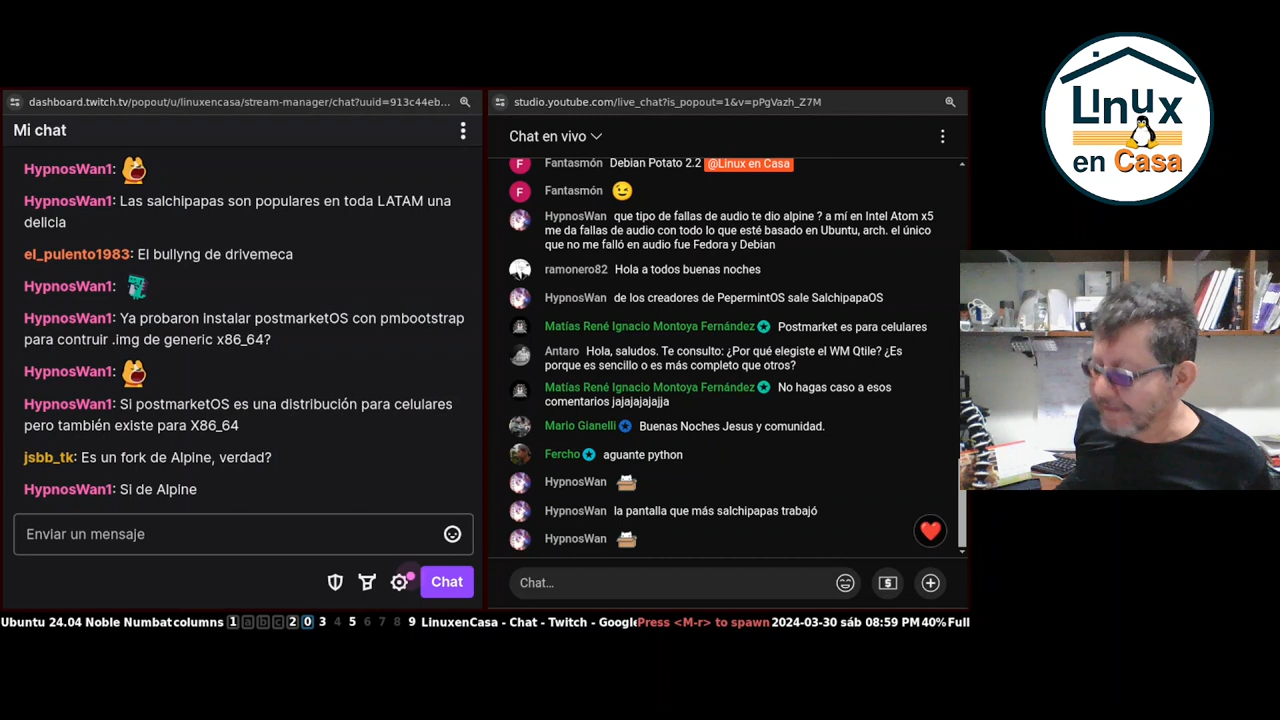 Linux
en Casa
dashboard.twitch.tv/popout/u/linuxencasa/stream-manager/chat?uuid=913c44eb...
Mi chat
HypnosWan1:
HypnosWan1: Las salchipapas son populares en toda LATAM una
delicia
el_pulento1983: El bullyng de drivemeca
HypnosWan1:
HypnosWan1: Ya probaron instalar postmarketOS con pmbootstrap
para contruir .img de generic x86_64?
HypnosWan1:
HypnosWan1: Si postmarketOS es una distribución para celulares
pero también existe para X86_64
jsbb_tk: Es un fork de Alpine, verdad?
HypnosWan1: Si de Alpine
Enviar un mensaje
Chat
studio.youtube.com/live_chat?is_popout=1&v=pPgVazh_Z7M
Chat en vivo
F Fantasmón Debian Potato 2.2 @Linux en Casa
F Fantasmón
HypnosWan que tipo de fallas de audio te dio alpine ? a mí en Intel Atom x5
me da fallas de audio con todo lo que esté basado en Ubuntu, arch. el único
que no me falló en audio fue Fedora y Debian
ramonero82 Hola a todos buenas noches
HypnosWan de los creadores de PepermintOS sale SalchipapaOS
Matías René Ignacio Montoya Fernández Postmarket es para celulares
Antaro Hola, saludos. Te consulto: ¿Por qué elegiste el WM Qtile? ¿Es
porque es sencillo o es más completo que otros?
Matías René Ignacio Montoya Fernández No hagas caso a esos
comentarios jajajajajjja
Mario Gianelli Buenas Noches Jesus y comunidad.
Fercho aguante python
HypnosWan
HypnosWan la pantalla que más salchipapas trabajó
HypnosWan
Chat...
Ubuntu 24.04 Noble Numbat columns 1 a b c 2 0 3 4 5 6 7 8 9 LinuxenCasa - Chat - Twitch - Google Press <M-r> to spawn 2024-03-30 sáb 08:59 PM 40% Full